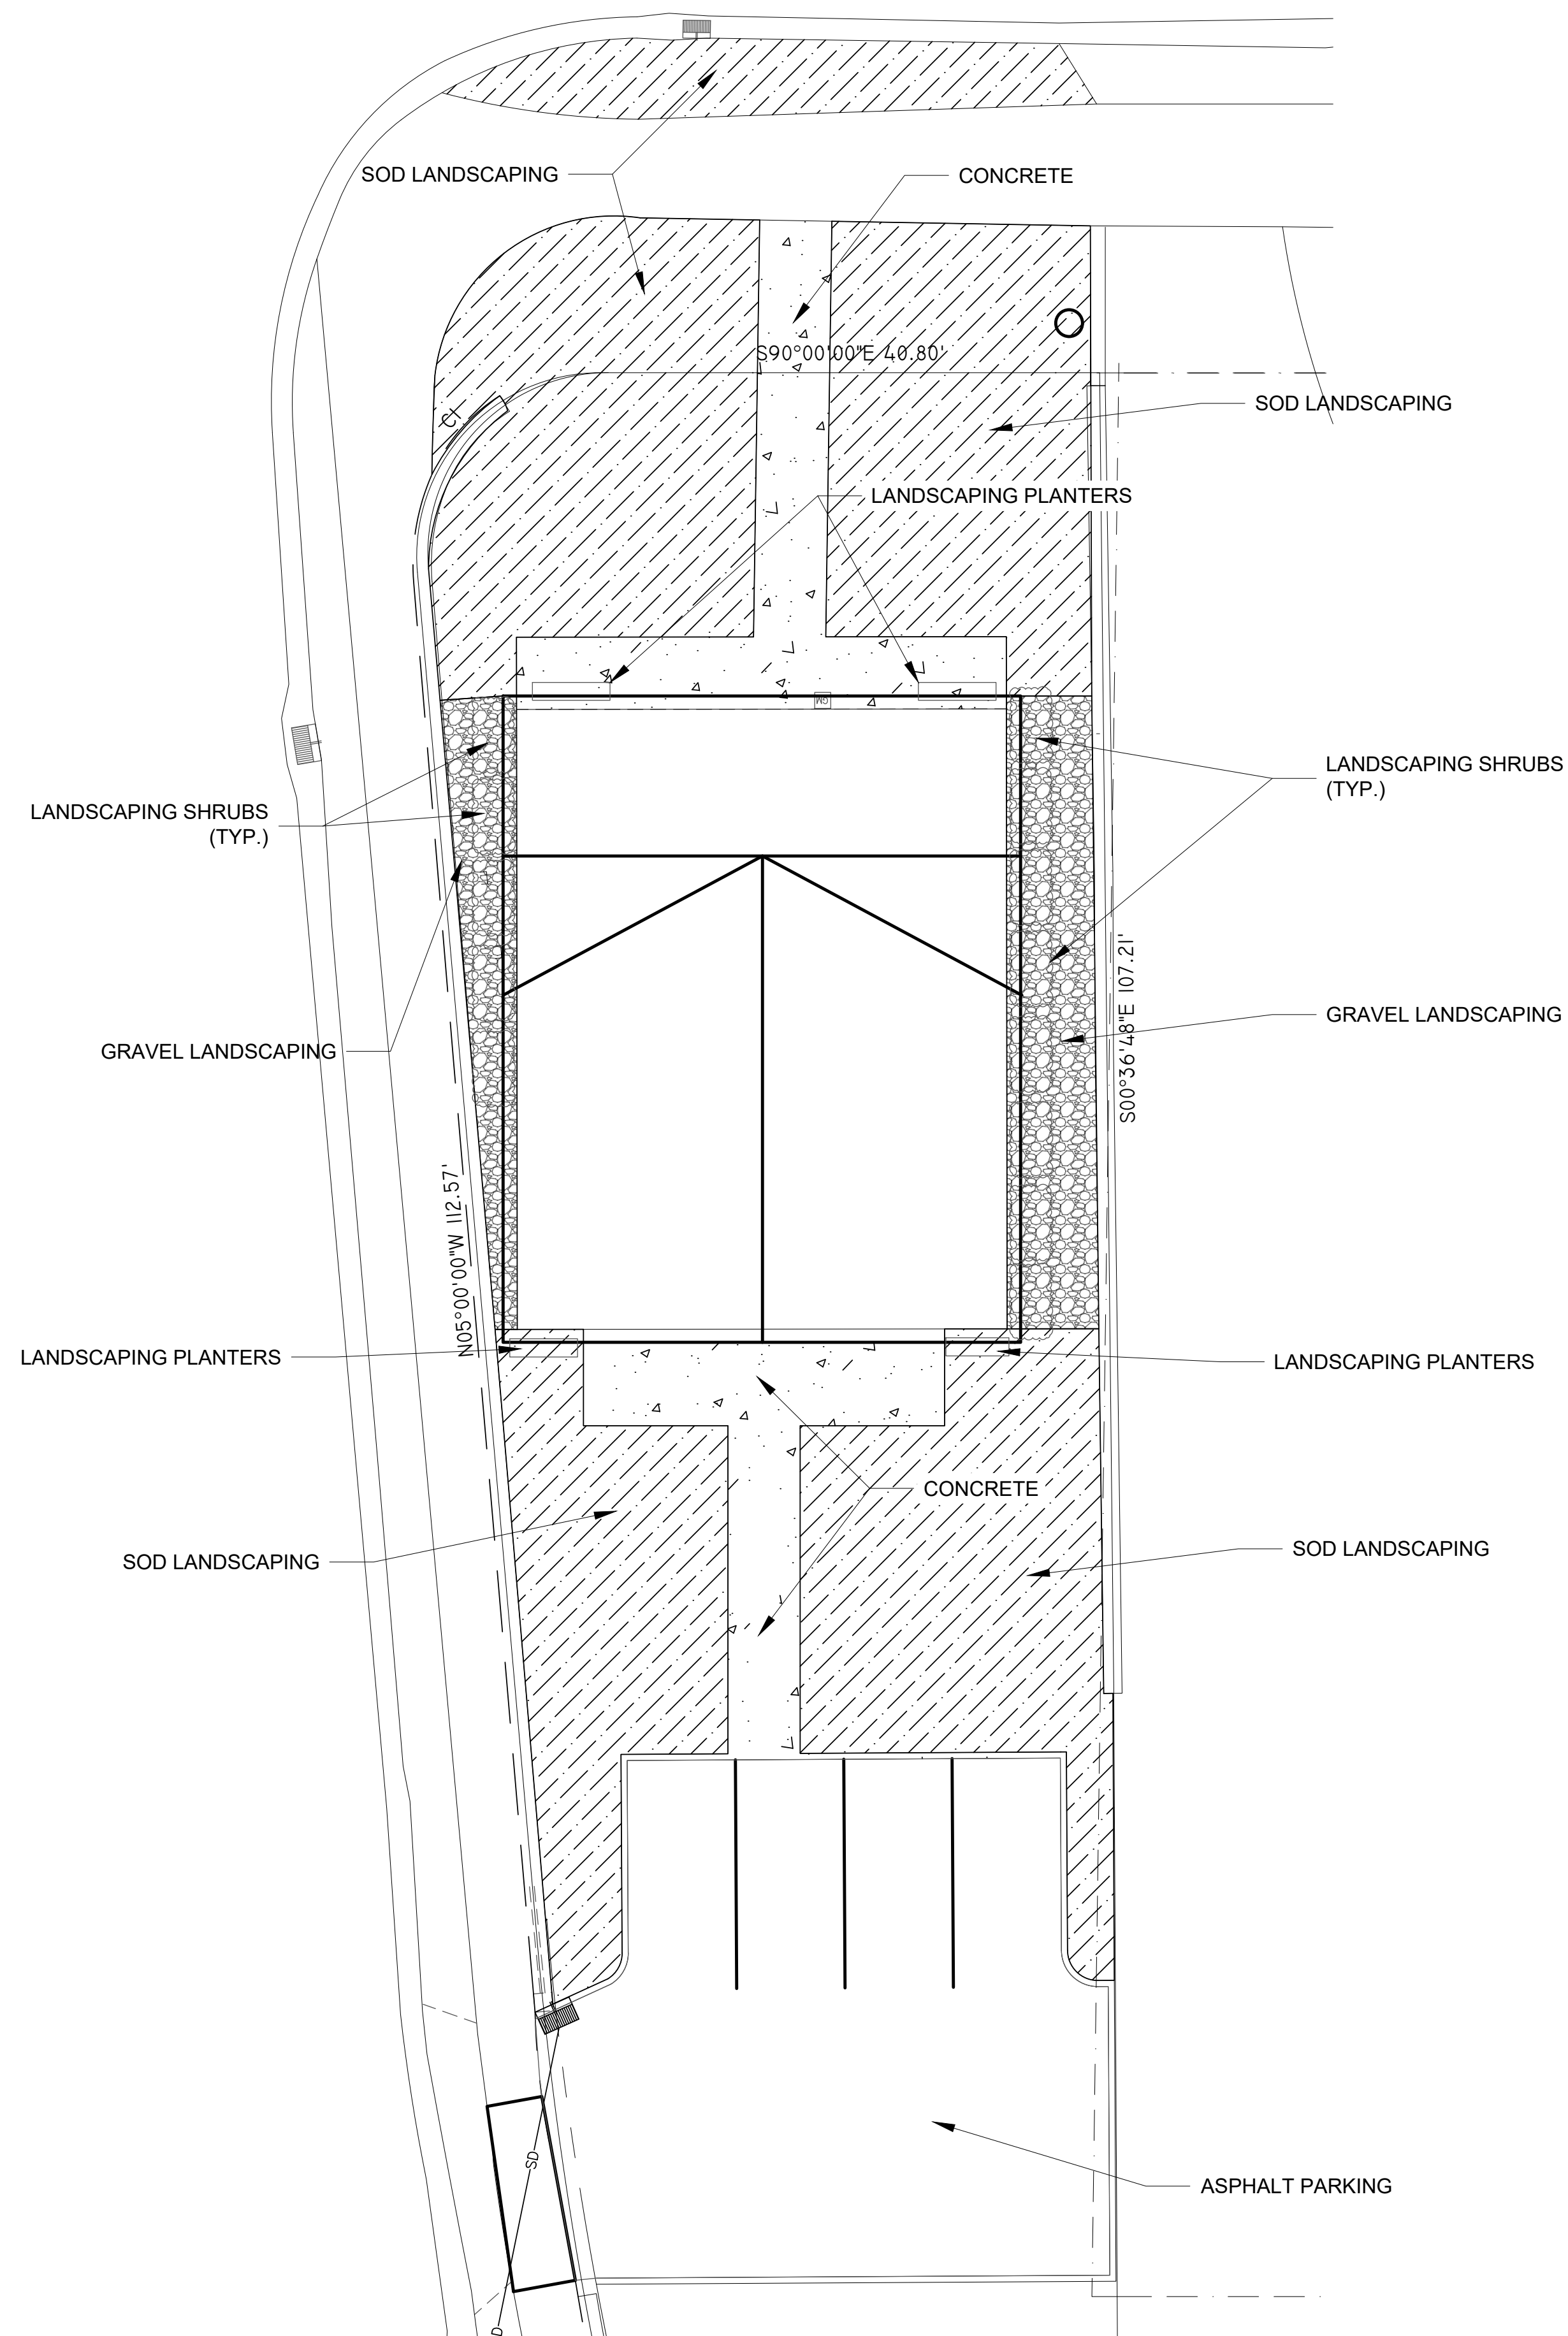 SOD LANDSCAPING
CONCRETE
S90°00'00"E 40.80'
SOD LANDSCAPING
C1
LANDSCAPING PLANTERS
GM
LANDSCAPING SHRUBS
(TYP.)
LANDSCAPING SHRUBS
(TYP.)
GRAVEL LANDSCAPING
S00°36'48"E 107.21'
GRAVEL LANDSCAPING
N05°00'00"W 112.57'
LANDSCAPING PLANTERS
LANDSCAPING PLANTERS
CONCRETE
SOD LANDSCAPING
SOD LANDSCAPING
SD
ASPHALT PARKING
D